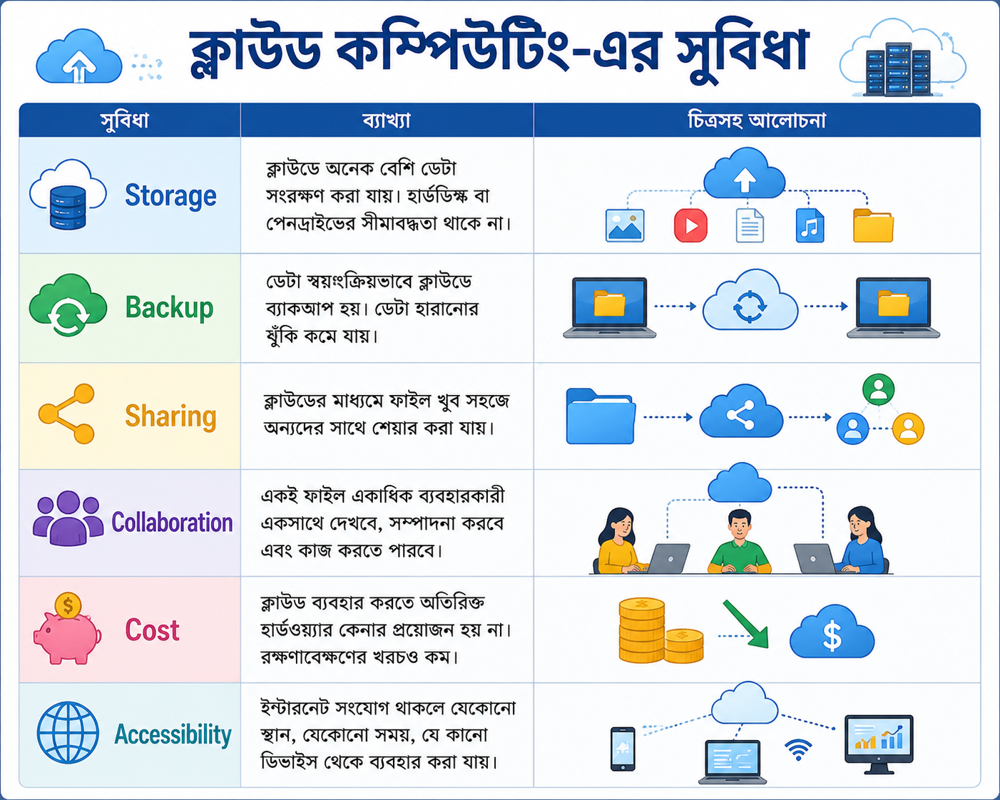 ক্লাউড কম্পিউটিং-এর সুবিধা
সুবিধা
ব্যাখ্যা
চিত্রসহ আলোচনা
Storage
ক্লাউডে অনেক বেশি ডেটা
সংরক্ষণ করা যায়। হার্ডডিস্ক বা
পেনড্রাইভের সীমাবদ্ধতা থাকে না।
Backup
ডেটা স্বয়ংক্রিয়ভাবে ক্লাউডে
ব্যাকআপ হয়। ডেটা হারানোর
কমে যায়।
Sharing
ক্লাউডের মাধ্যমে ফাইল খুব সহজে
অন্যদের সাথে শেয়ার করা যায়।
Collaboration
একই ফাইল একাধিক ব্যবহারকারী
একসাথে দেখবে, সম্পাদনা করবে
এবং কাজ করতে পারবে।
$
Cost
ক্লাউড ব্যবহার করতে অতিরিক্ত
হার্ডওয়্যার কেনার প্রয়োজন হয় না।
রক্ষণাবেক্ষণের খরচও কম।
$
Accessibility
ইন্টারনেট সংযোগ থাকলে যেকোনো
স্থান, যেকোনো সময়, যে কানো
ডিভাইস থেকে ব্যবহার করা যায়।